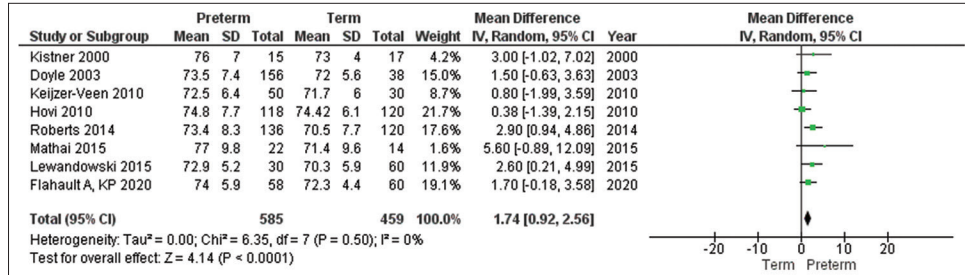 Preterm Term Mean Difference Mean Difference
Study or Subgroup Mean SD Total Mean SD Total Weight IV, Random, 95% CI Year IV, Random, 95% CI
Kistner 2000 76 7 15 73 4 17 4.2% 3.00 [-1.02, 7.02] 2000
Doyle 2003 73.5 7.4 156 72 5.6 38 15.0% 1.50 [-0.63, 3.63] 2003
Keijzer-Veen 2010 72.5 6.4 50 71.7 6 30 8.7% 0.80 [-1.99, 3.59] 2010
Hovi 2010 74.8 7.7 118 74.42 6.1 120 21.7% 0.38 [-1.39, 2.15] 2010
Roberts 2014 73.4 8.3 136 70.5 7.7 120 17.6% 2.90 [0.94, 4.86] 2014
Mathai 2015 77 9.8 22 71.4 9.6 14 1.6% 5.60 [-0.89, 12.09] 2015
Lewandowski 2015 72.9 5.2 30 70.3 5.9 60 11.9% 2.60 [0.21, 4.99] 2015
Flahault A, KP 2020 74 5.9 58 72.3 4.4 60 19.1% 1.70 [-0.18, 3.58] 2020
Total (95% CI) 585 459 100.0% 1.74 [0.92, 2.56]
Heterogeneity: Tau² = 0.00; Chi² = 6.35, df = 7 (P = 0.50); I² = 0%
Test for overall effect: Z = 4.14 (P < 0.0001)
-20 -10 0 10 20
Term Preterm